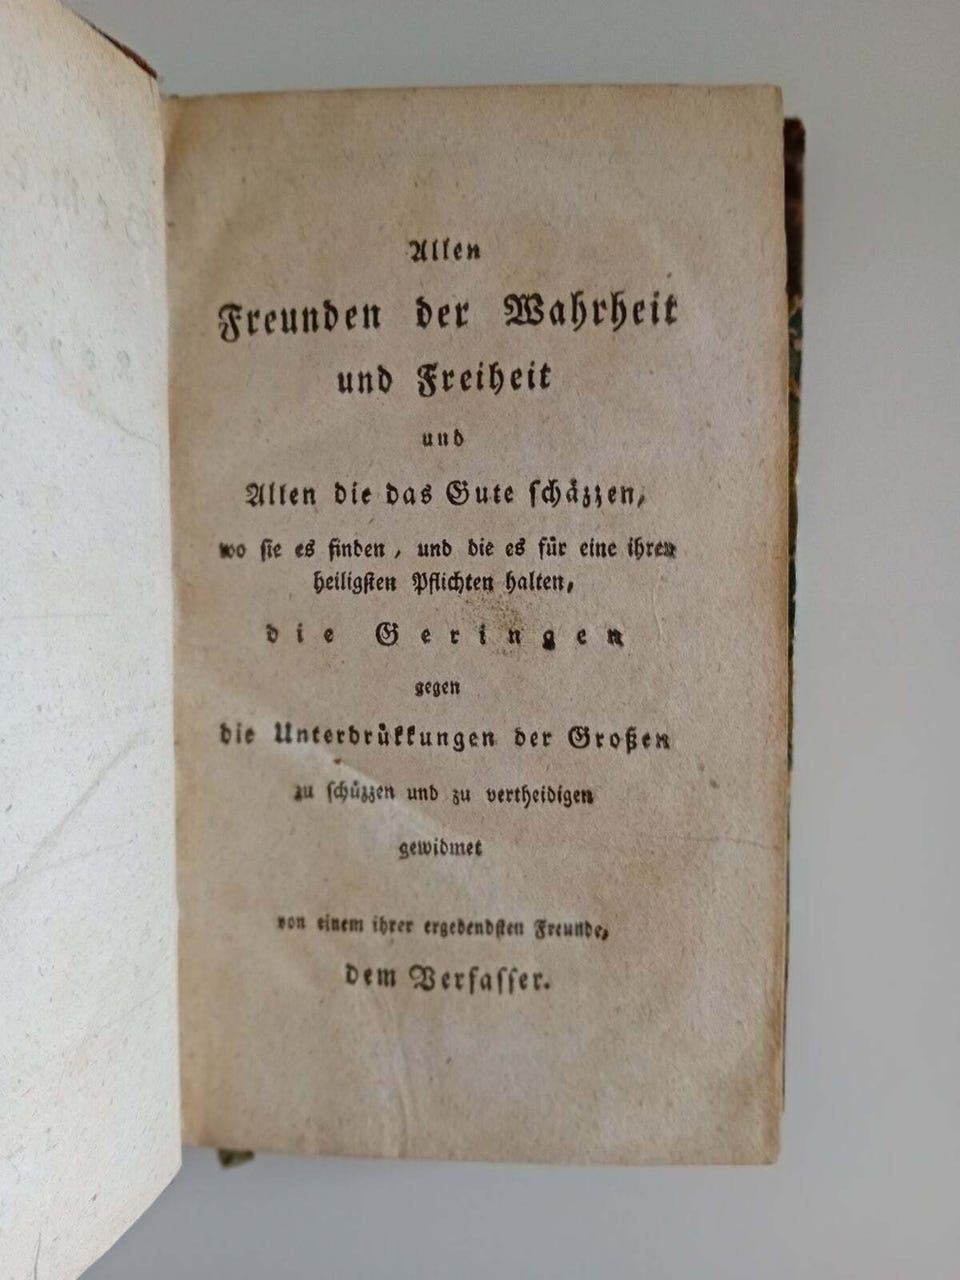 Allen
Freunden der Wahrheit
und Freiheit
und
Allen die das Gute schäzzen,
wo sie es finden, und die es für eine ihren
heiligsten Pflichten halten,
die Geringen
gegen
die Unterdrükkungen der Großen
zu schüzzen und zu vertheidigen
gewidmet
von einem ihrer ergebendsten Freunde,
dem Verfasser.